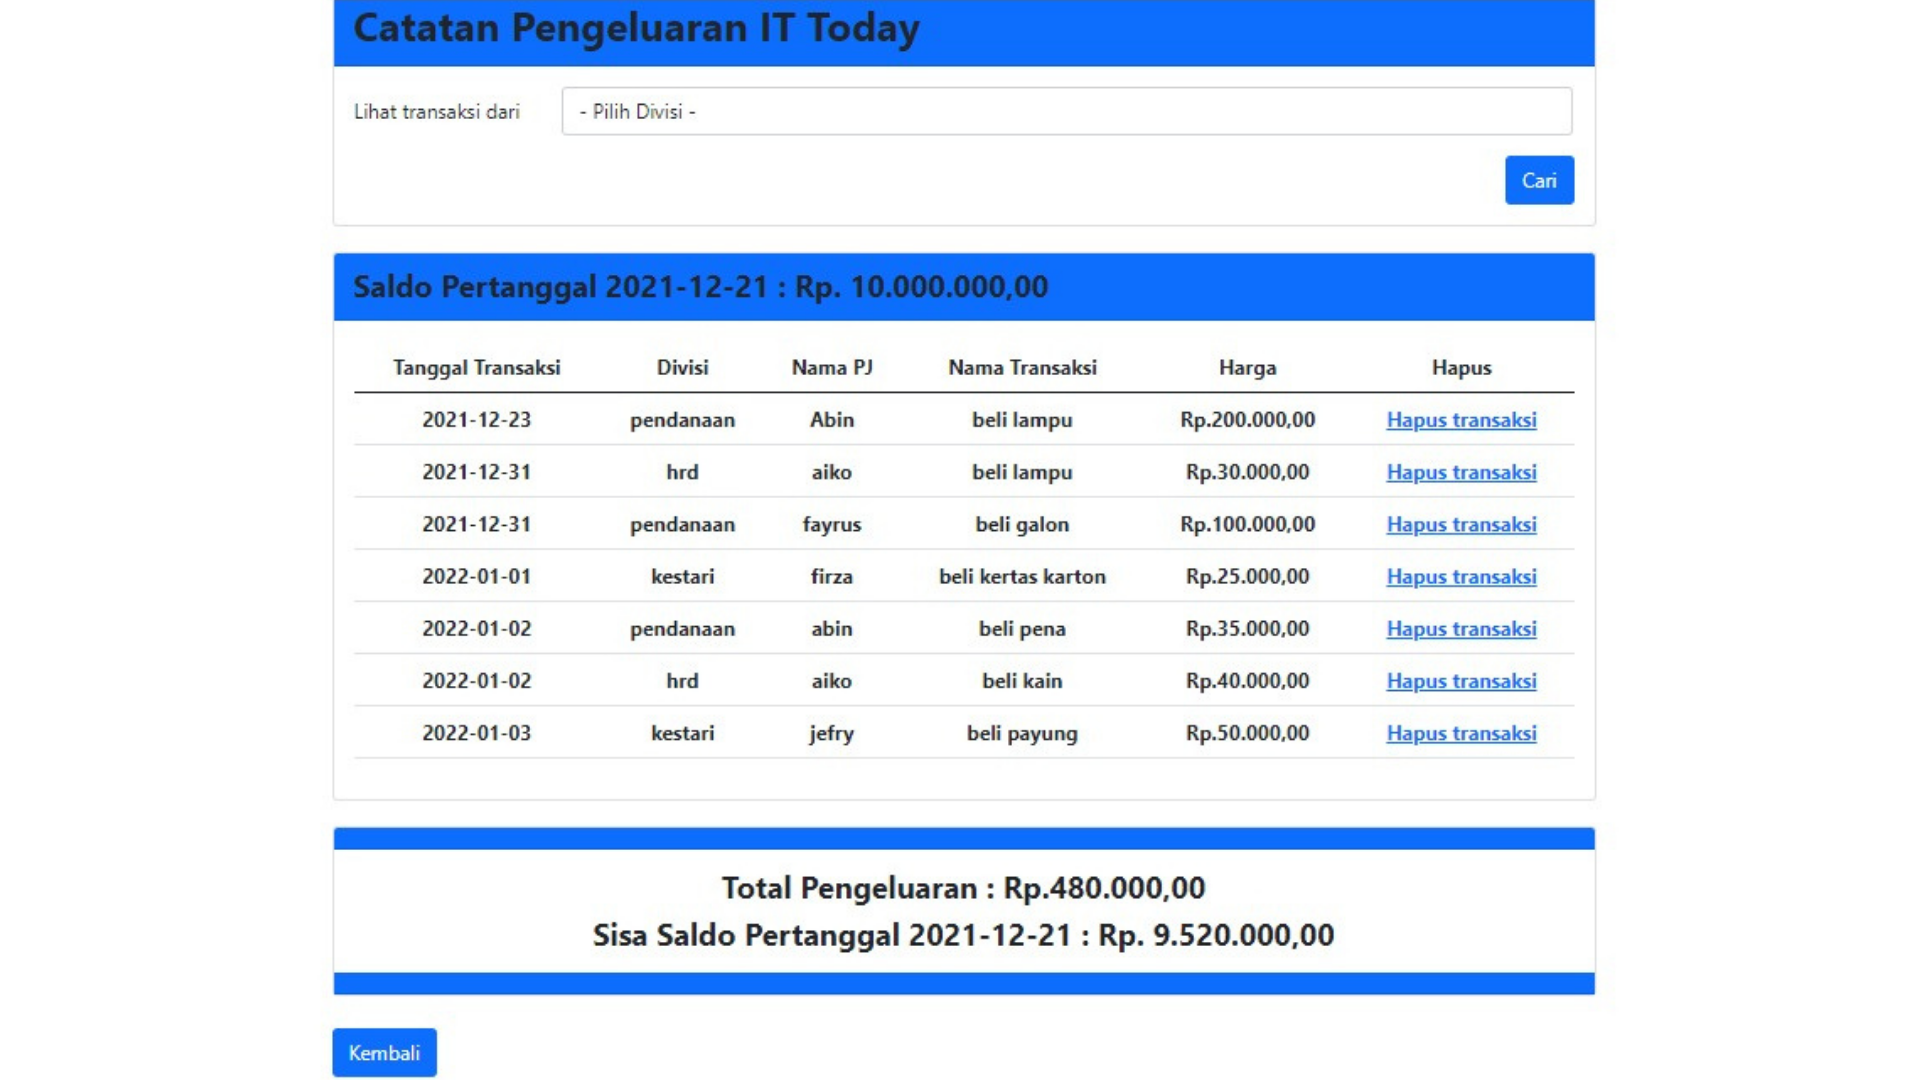 Catatan Pengeluaran IT Today
Lihat transaksi dari - Pilih Divisi -
Cari
Saldo Pertanggal 2021-12-21 : Rp. 10.000.000,00
Tanggal Transaksi Divisi Nama PJ Nama Transaksi Harga Hapus
2021-12-23 pendanaan Abin beli lampu Rp.200.000,00 Hapus transaksi
2021-12-31 hrd aiko beli lampu Rp.30.000,00 Hapus transaksi
2021-12-31 pendanaan fayrus beli galon Rp.100.000,00 Hapus transaksi
2022-01-01 kestari firza beli kertas karton Rp.25.000,00 Hapus transaksi
2022-01-02 pendanaan abin beli pena Rp.35.000,00 Hapus transaksi
2022-01-02 hrd aiko beli kain Rp.40.000,00 Hapus transaksi
2022-01-03 kestari jefry beli payung Rp.50.000,00 Hapus transaksi
Total Pengeluaran : Rp.480.000,00
Sisa Saldo Pertanggal 2021-12-21 : Rp. 9.520.000,00
Kembali